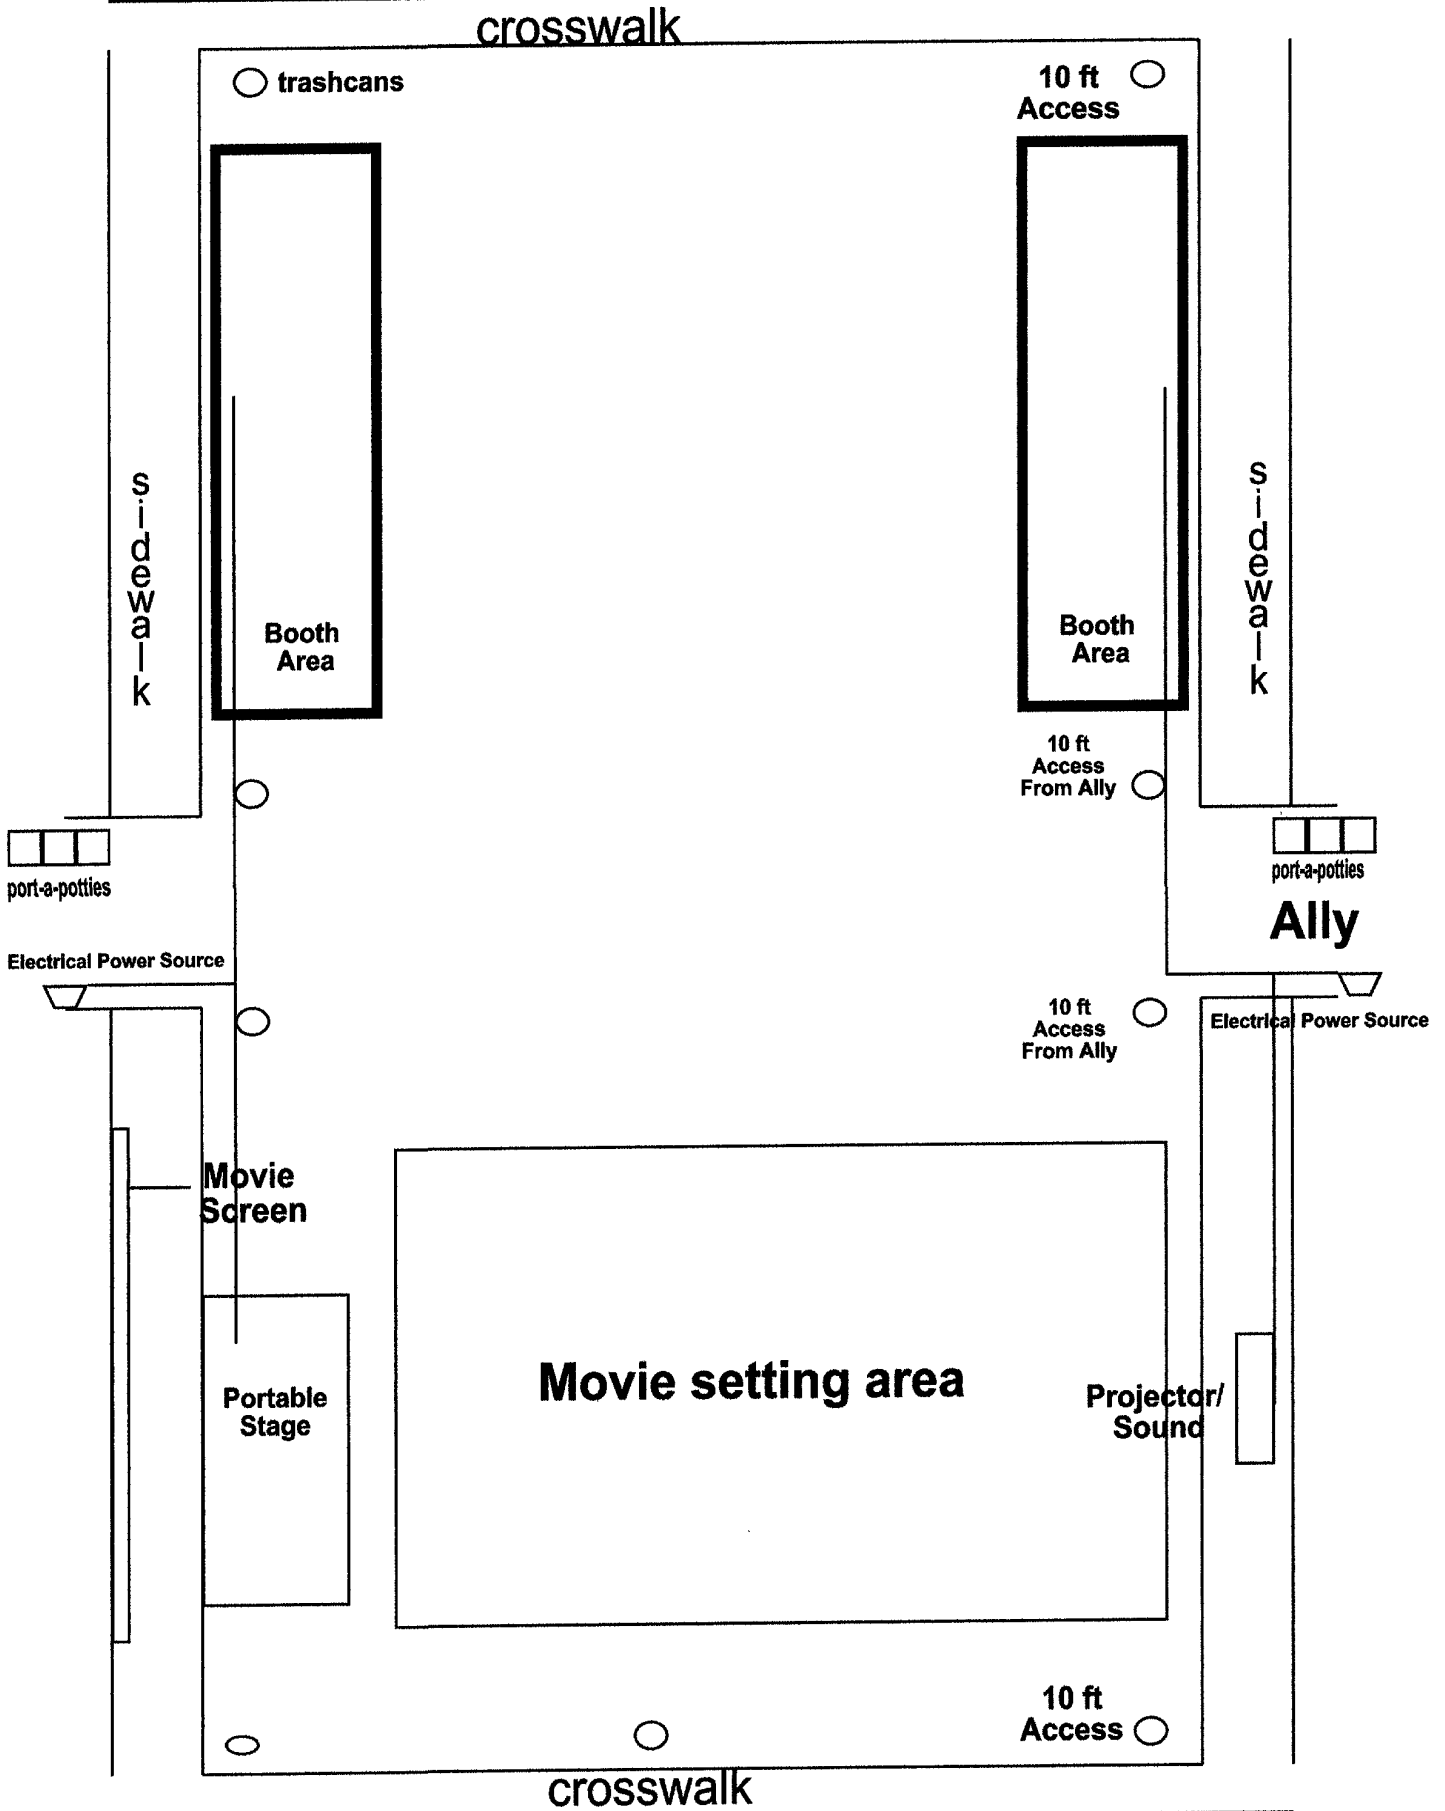 crosswalk
trashcans
10 ft
Access
sidewalk
sidewalk
Booth
Area
Booth
Area
10 ft
Access
From Ally
port-a-potties
port-a-potties
Ally
Electrical Power Source
10 ft
Access
From Ally
Electrical Power Source
Movie
Screen
Movie setting area
Portable
Stage
Projector/
Sound
10 ft
Access
crosswalk